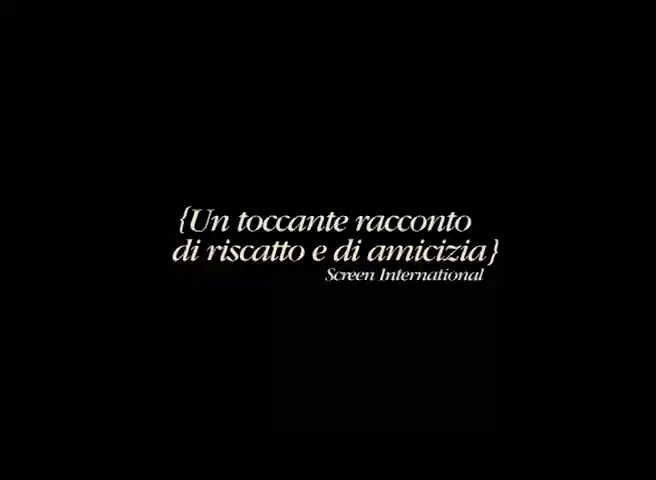 {Un toccante racconto
di riscatto e di amicizia}
Screen International